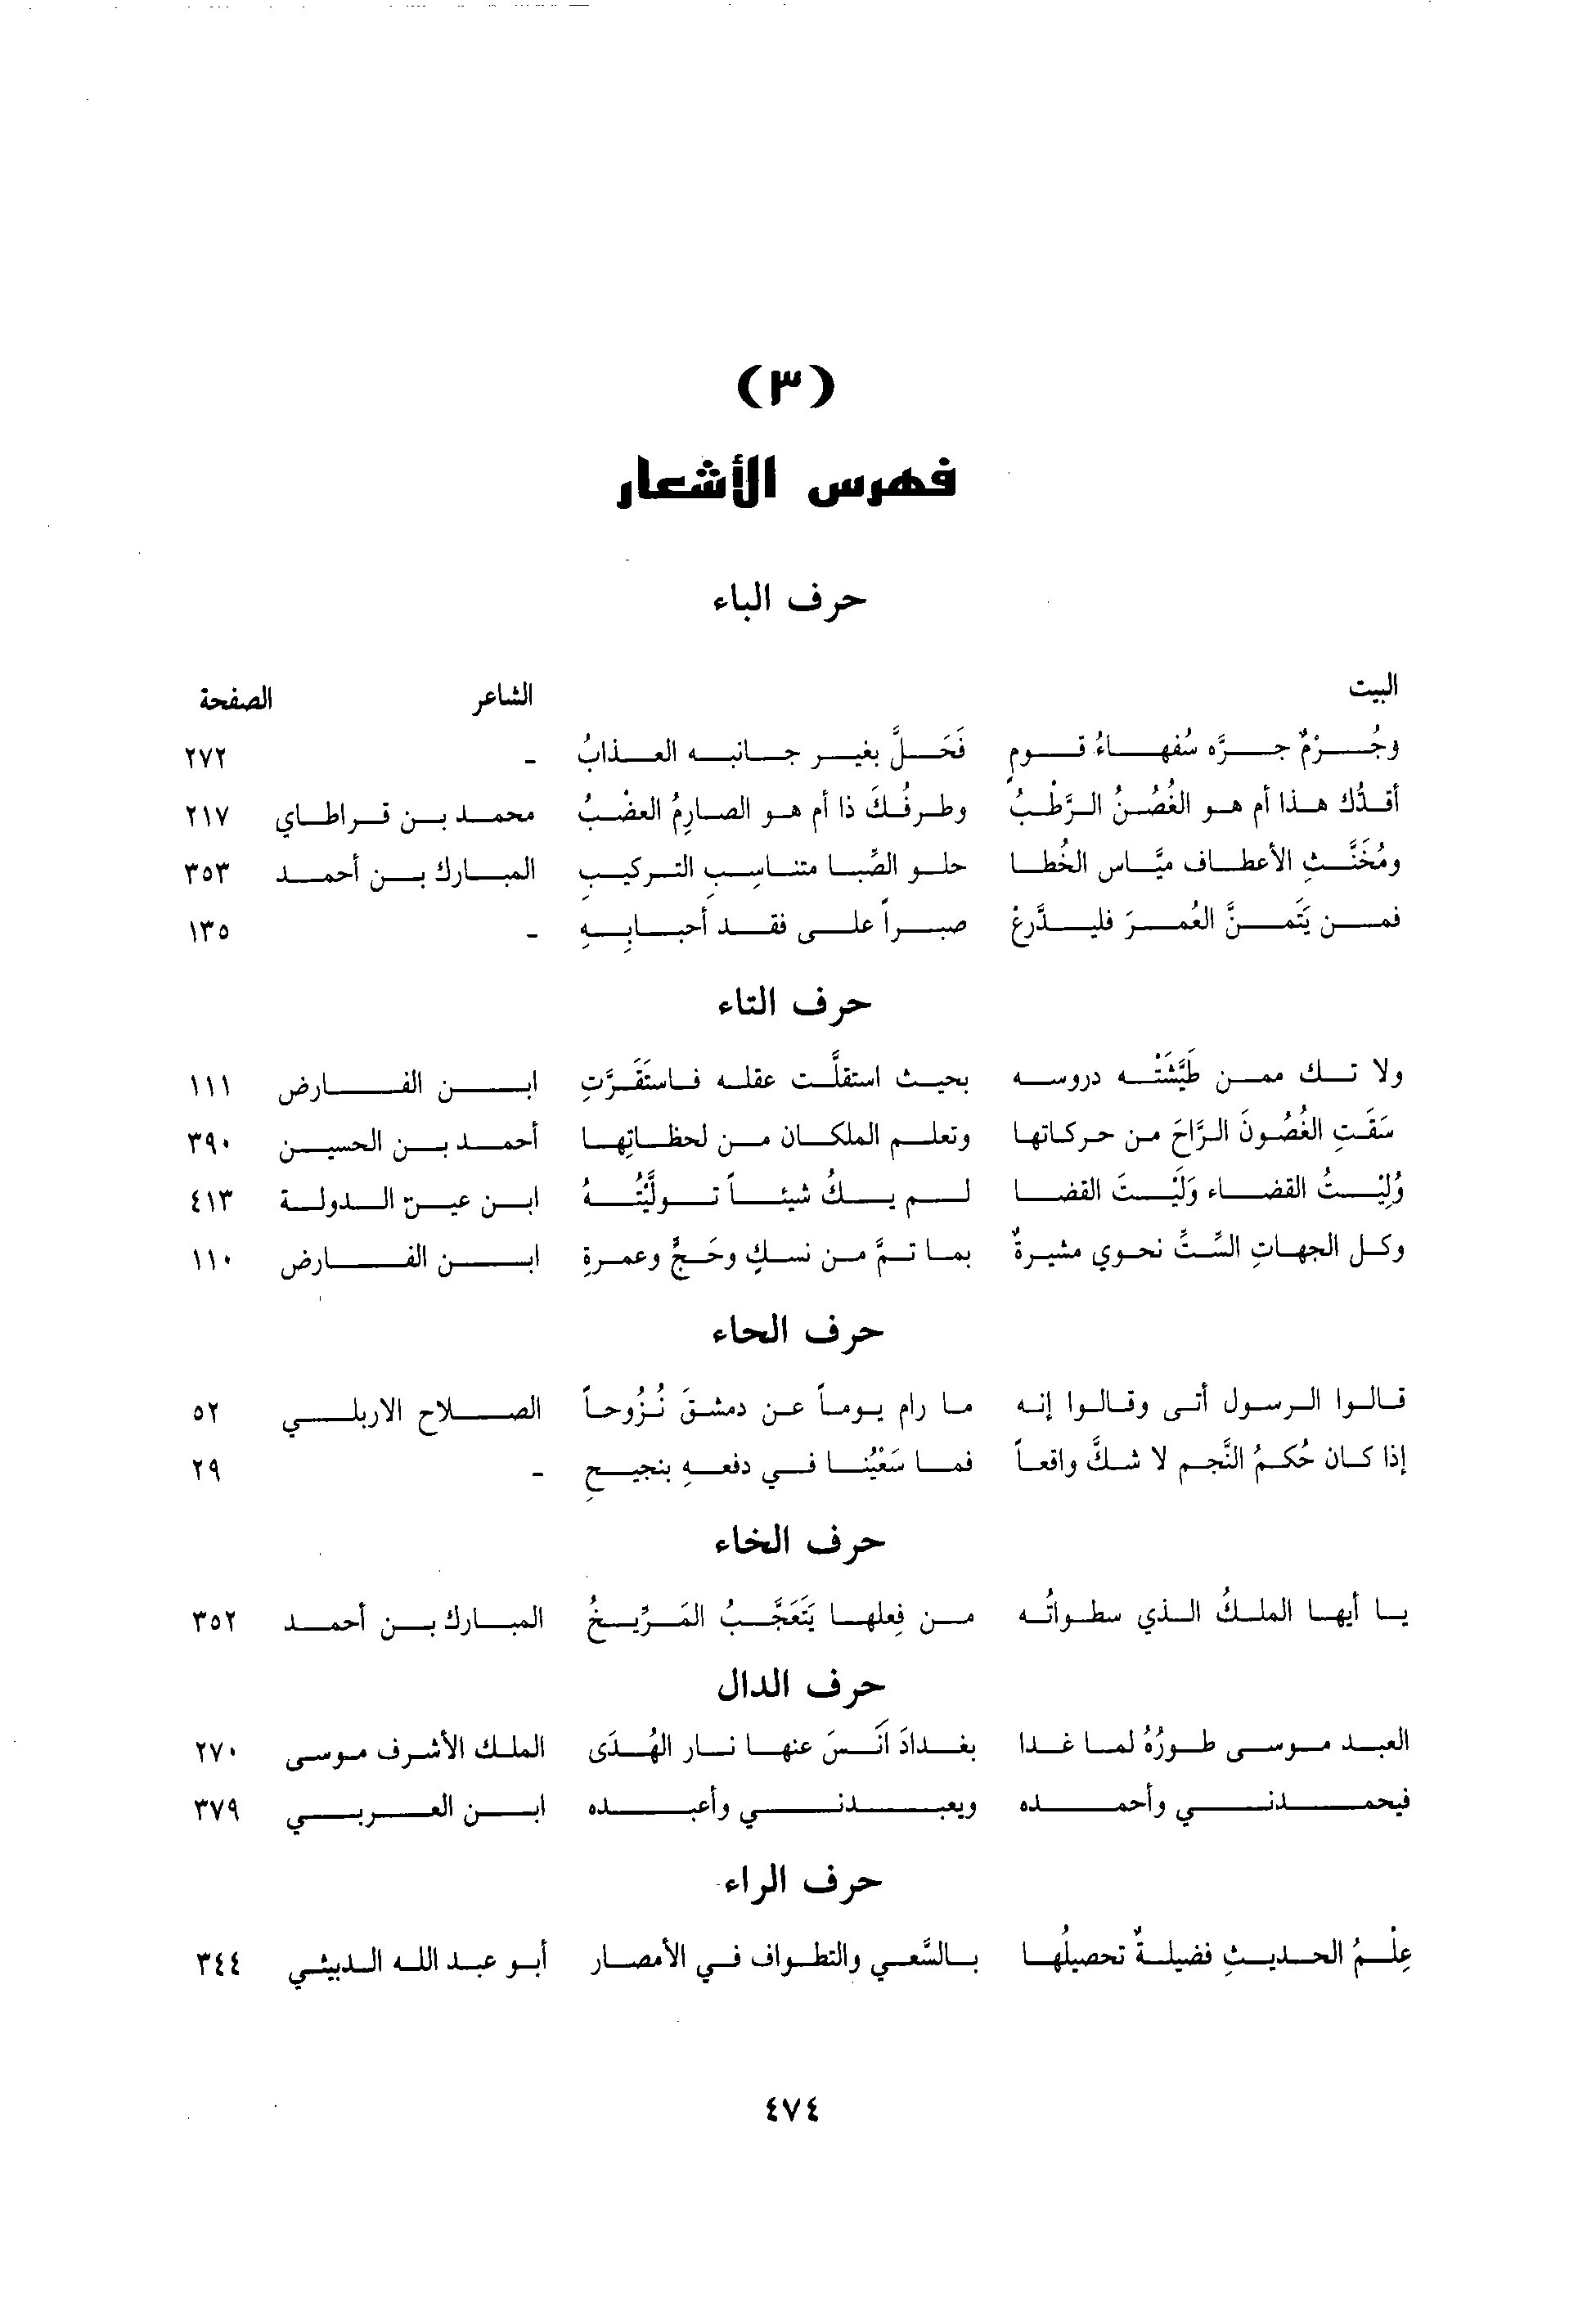 (٣)
فهرس الأشعار
حرف الباء
البيت الشاعر الصفحة
وجُرْمٌ جرَّه سُفهاءُ قومٍ فَحَلَّ بغير جانبه العذابُ - ٢٧٢
أقدُّك هذا أم هو الغُصُنُ الرَّطْبُ وطرفُكَ ذا أم هو الصارِمُ العضْبُ محمد بن قراطاي ٢١٧
ومُخَنَّثِ الأعطاف ميَّاس الخُطا حلو الصِّبا متناسِبِ التركيبِ المبارك بن أحمد ٣٥٣
فمن يَتَمنَّ العُمرَ فليدَّرعْ صبراً على فقد أحبابِهِ - ١٣٥
حرف التاء
ولا تك ممن طَيَّشَتْه دروسه بحيث استقلَّت عقله فاستَقَرَّتِ ابن الفارض ١١١
سَقَتِ الغُصُونَ الرَّاحَ من حركاتها وتعلم الملكان من لحظاتِها أحمد بن الحسين ٣٩٠
وُلِيْتُ القضاء وَلَيْتَ القضا لم يكُ شيئاً تولَّيْتُهُ ابن عين الدولة ٤١٣
وكل الجهاتِ السِّتِّ نحوي مشيرةٌ بما تمَّ من نسكٍ وحَجٍّ وعمرةِ ابن الفارض ١١٠
حرف الحاء
قالوا الرسول أتى وقالوا إنه ما رام يوماً عن دمشقَ نُزُوحاً الصلاح الاربلي ٥٢
إذا كان حُكمُ النَّجم لا شكَّ واقعاً فما سَعْيُنا في دفعهِ بنجيحِ - ٢٩
حرف الخاء
يا أيها الملكُ الذي سطواتُه من فِعلها يَتَعَجَّبُ المَرِّيخُ المبارك بن أحمد ٣٥٢
حرف الدال
العبد موسى طورُهُ لما غدا بغدادَ آنَسَ عنها نار الهُدَى الملك الأشرف موسى ٢٧٠
فيحمدني وأحمده ويعبدني وأعبده ابن العربي ٣٧٩
حرف الراء
عِلْمُ الحديثِ فضيلةٌ تحصيلُها بالسَّعي والتطواف في الأمصار أبو عبد الله الدبيثي ٣٤٤
٤٧٤